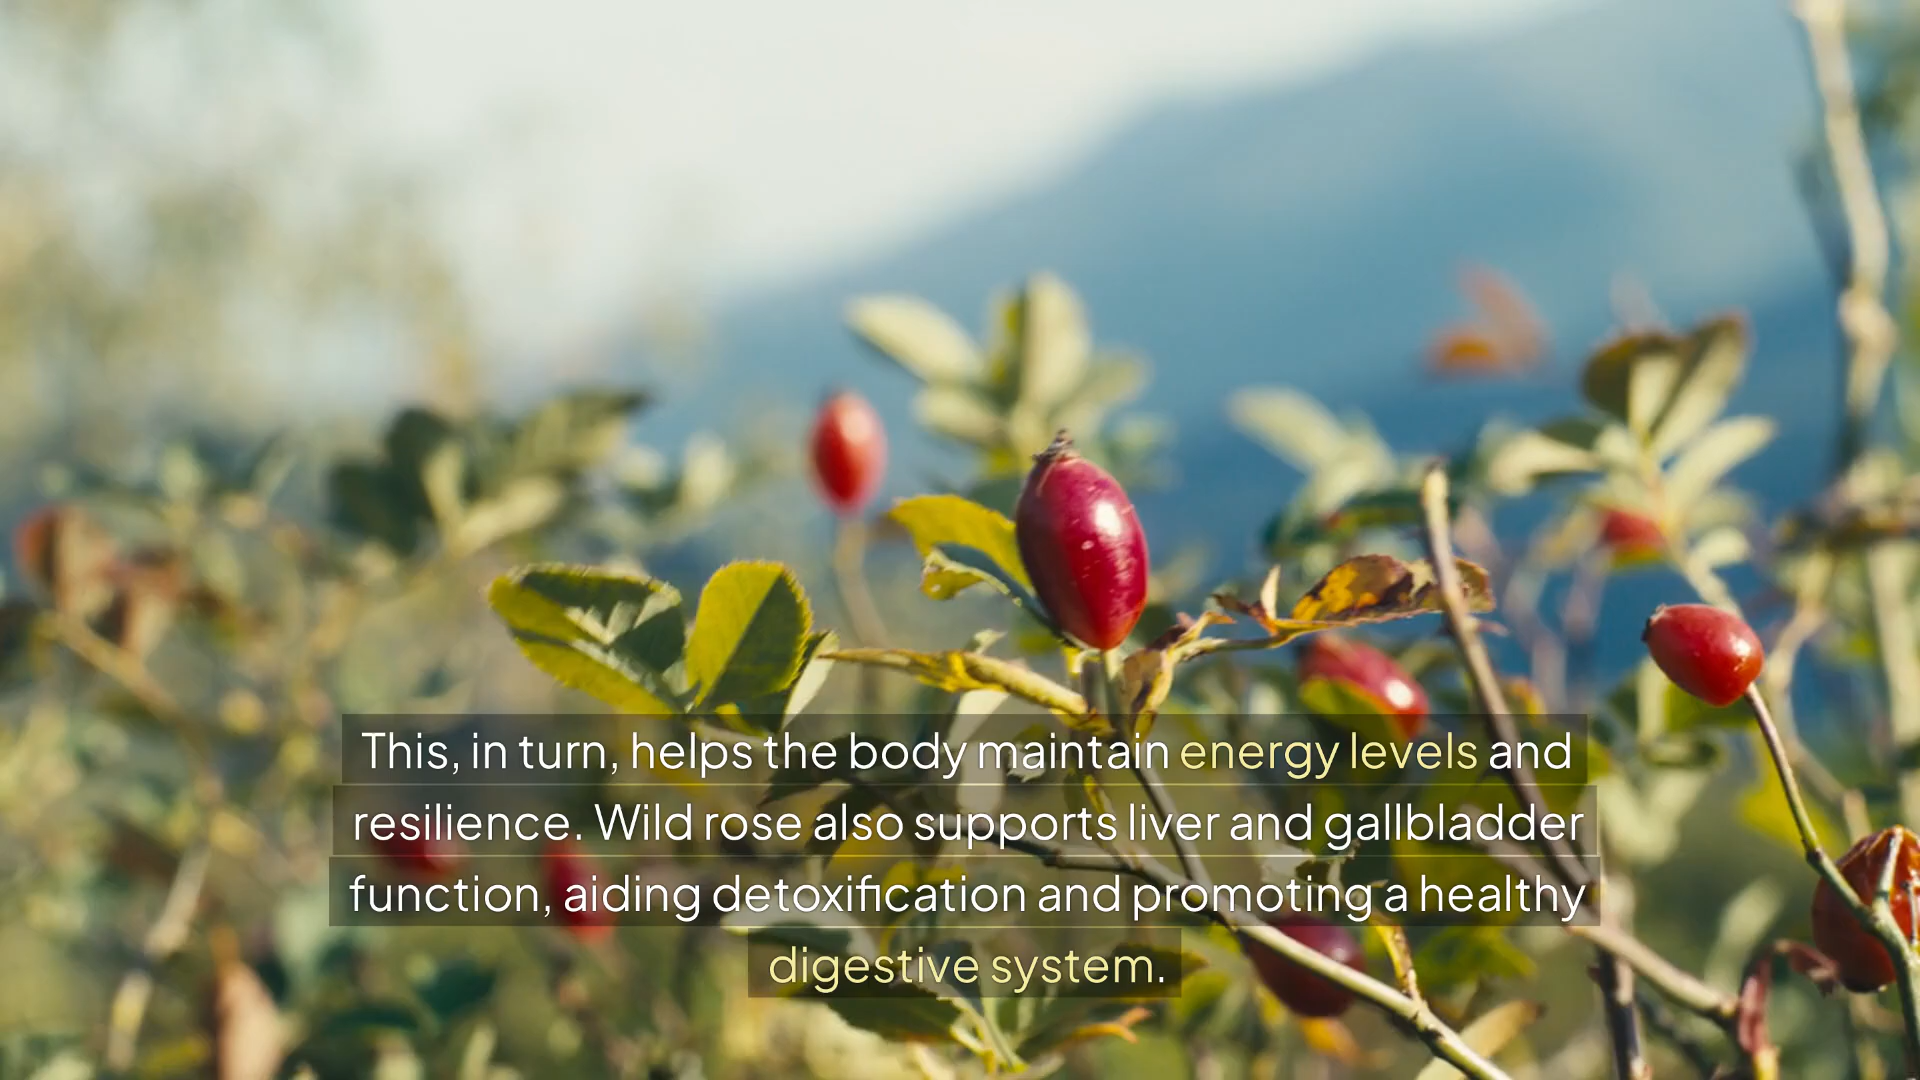 This, in turn, helps the body maintain energy levels and
resilience. Wild rose also supports liver and gallbladder
function, aiding detoxification and promoting a healthy
digestive system.